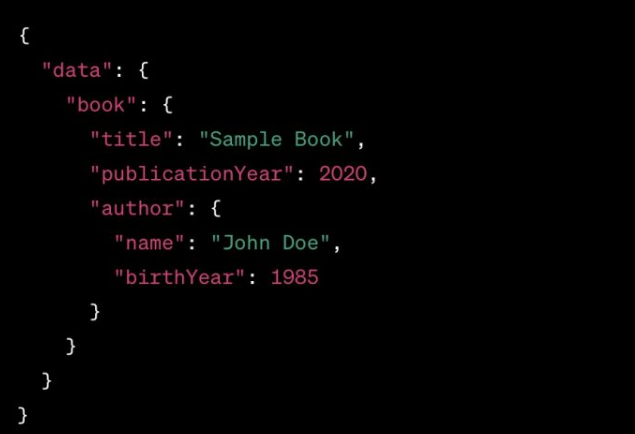 {
  "data": {
    "book": {
      "title": "Sample Book",
      "publicationYear": 2020,
      "author": {
        "name": "John Doe",
        "birthYear": 1985
      }
    }
  }
}